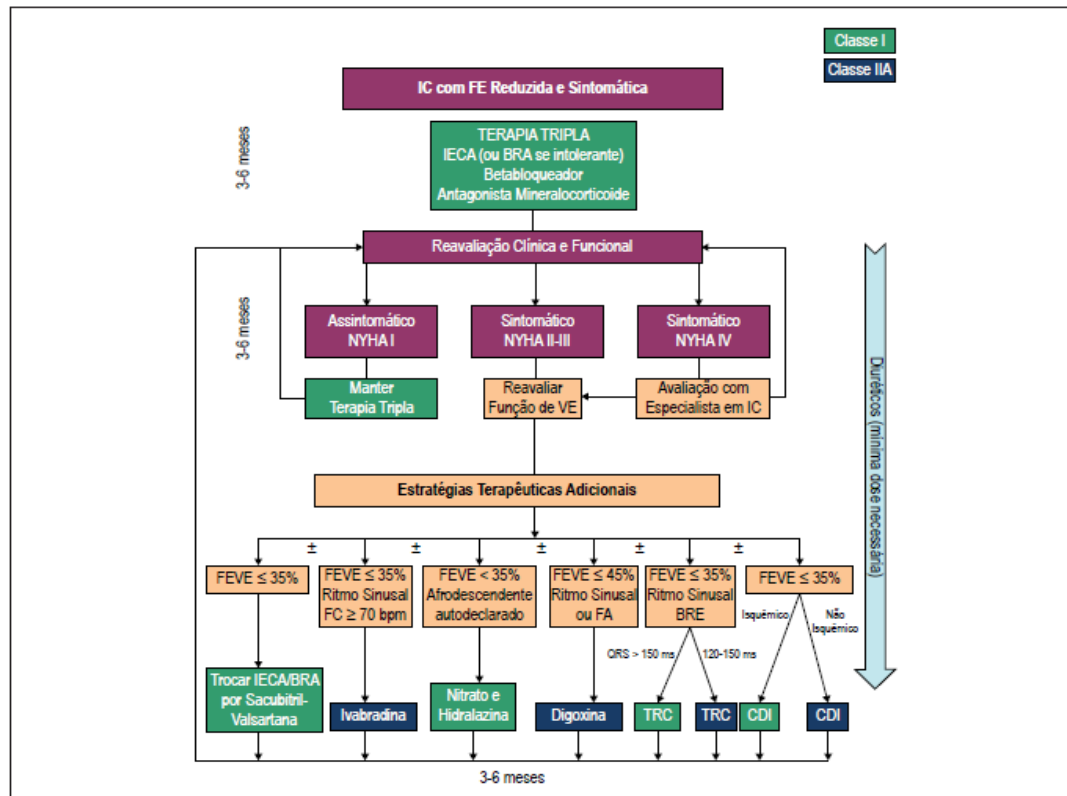 Classe I
Classe IIA
IC com FE Reduzida e Sintomática
3-6 meses
TERAPIA TRIPLA
IECA (ou BRA se intolerante)
Betabloqueador
Antagonista Mineralocorticoide
Reavaliação Clínica e Funcional
3-6 meses
Assintomático
NYHA I
Sintomático
NYHA II-III
Sintomático
NYHA IV
Manter
Terapia Tripla
Reavaliar
Função de VE
Avaliação com
Especialista em IC
Diuréticos (mínima dose necessária)
Estratégias Terapêuticas Adicionais
±
±
±
±
±
FEVE ≤ 35%
FEVE ≤ 35%
Ritmo Sinusal
FC ≥ 70 bpm
FEVE < 35%
Afrodescendente
autodeclarado
FEVE ≤ 45%
Ritmo Sinusal
ou FA
FEVE ≤ 35%
Ritmo Sinusal
BRE
FEVE ≤ 35%
QRS > 150 ms
120-150 ms
Isquêmico
Não
Isquêmico
Trocar IECA/BRA
por Sacubitril-
Valsartana
Ivabradina
Nitrato e
Hidralazina
Digoxina
TRC
TRC
CDI
CDI
3-6 meses